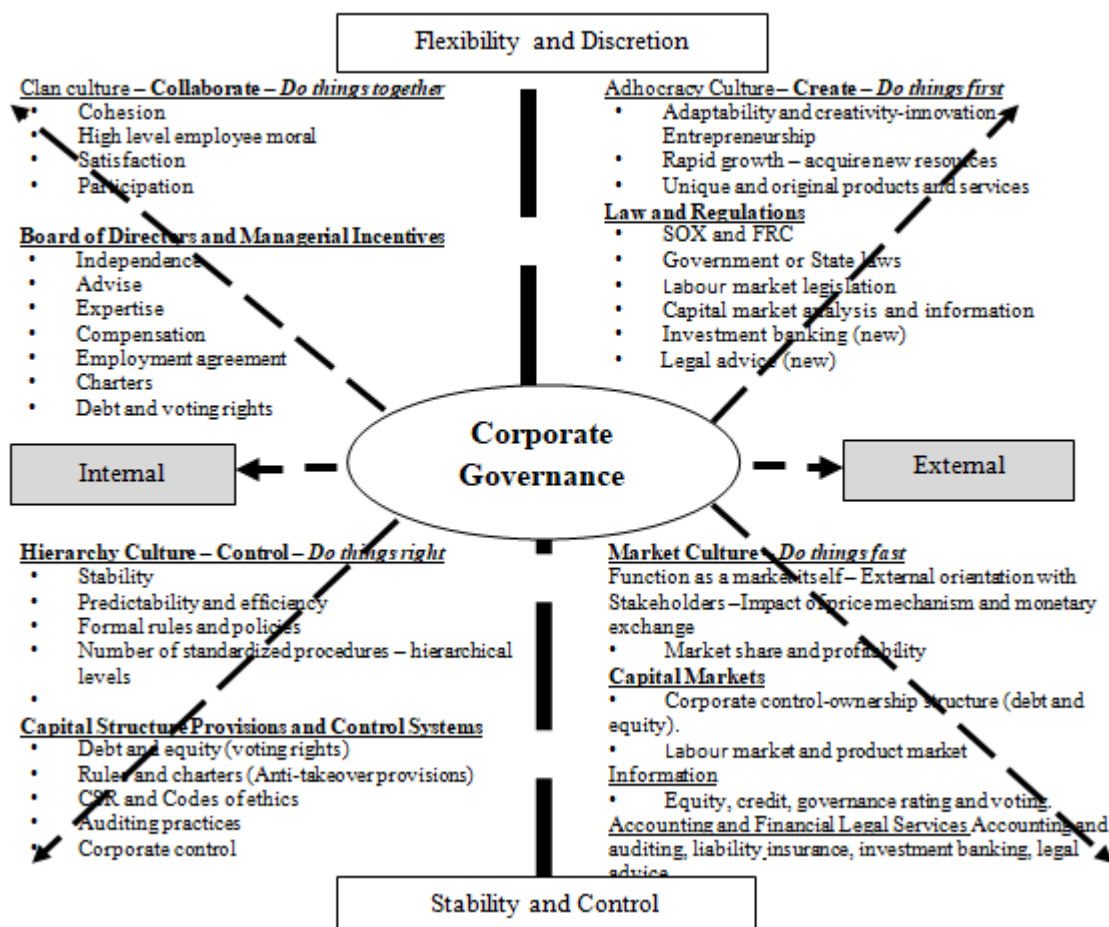 Flexibility and Discretion
Clan culture – Collaborate – Do things together
• Cohesion
• High level employee moral
• Satisfaction
• Participation
Board of Directors and Managerial Incentives
• Independence
• Advise
• Expertise
• Compensation
• Employment agreement
• Charters
• Debt and voting rights
Adhocracy Culture – Create – Do things first
• Adaptability and creativity-innovation-
Entrepreneurship
• Rapid growth – acquire new resources
• Unique and original products and services
Law and Regulations
• SOX and FRC
• Government or State laws
• Labour market legislation
• Capital market analysis and information
• Investment banking (new)
• Legal advice (new)
Internal
Corporate
Governance
External
Hierarchy Culture – Control – Do things right
• Stability
• Predictability and efficiency
• Formal rules and policies
• Number of standardized procedures – hierarchical
levels
•
Capital Structure Provisions and Control Systems
• Debt and equity (voting rights)
• Rules and charters (Anti-takeover provisions)
• CSR and Codes of ethics
• Auditing practices
• Corporate control
Market Culture – Do things fast
Function as a market itself – External orientation with
Stakeholders –Impact of price mechanism and monetary
exchange
• Market share and profitability
Capital Markets
• Corporate control-ownership structure (debt and
equity).
• Labour market and product market
Information
• Equity, credit, governance rating and voting.
Accounting and Financial Legal Services Accounting and
auditing, liability insurance, investment banking, legal
advice
Stability and Control